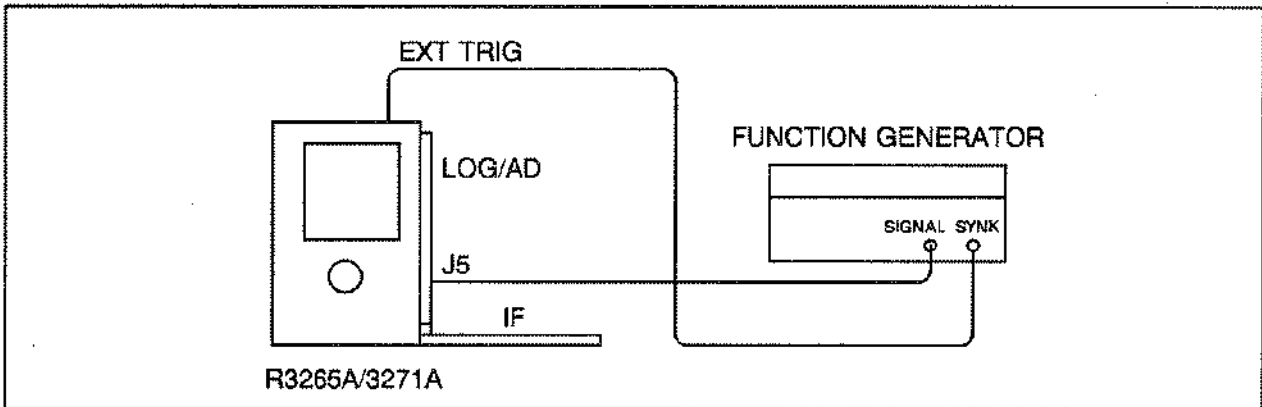 EXT TRIG
FUNCTION GENERATOR
LOG/AD
SIGNAL SYNK
J5
IF
R3265A/3271A